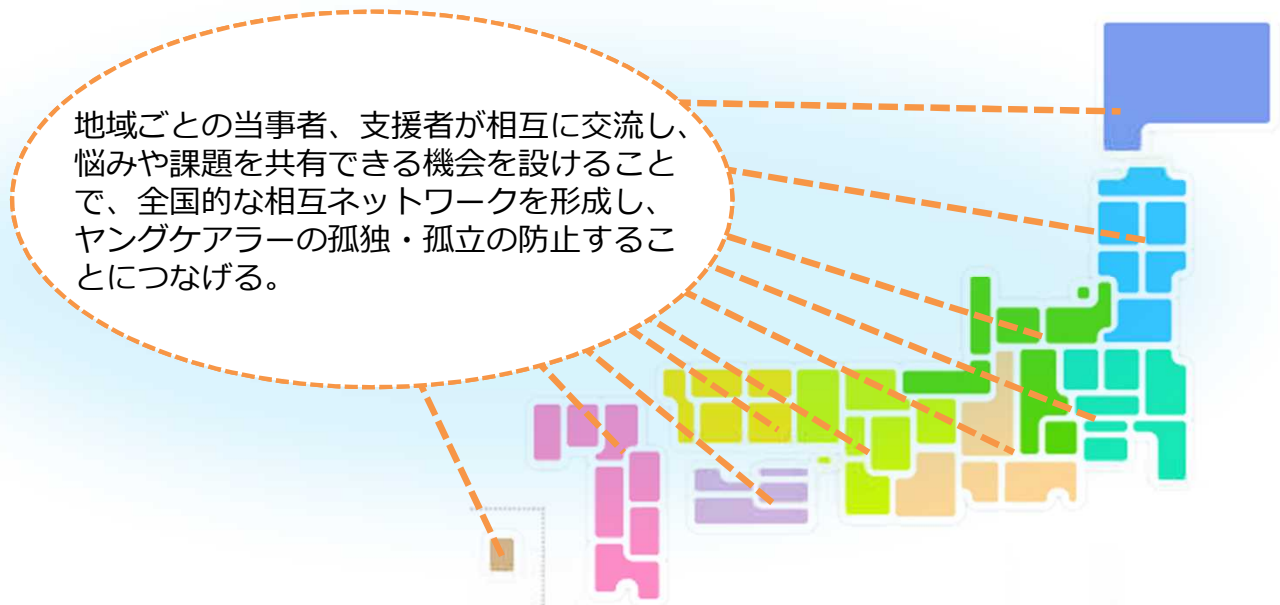 地域ごとの当事者、支援者が相互に交流し、
悩みや課題を共有できる機会を設けること
で、全国的な相互ネットワークを形成し、
ヤングケアラーの孤独・孤立の防止するこ
とにつなげる。